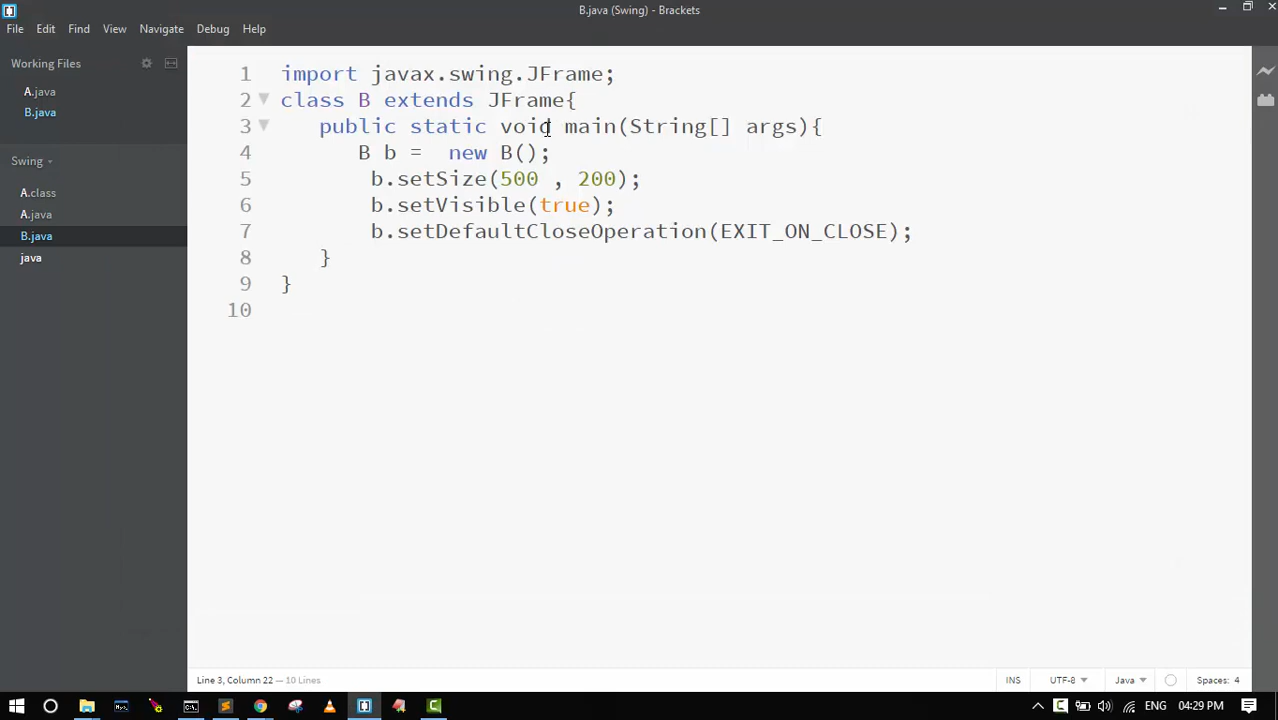 B.java (Swing) - Brackets
File Edit Find View Navigate Debug Help
Working Files
A.java
B.java
Swing
A.class
A.java
B.java
java
1 import javax.swing.JFrame;
2 class B extends JFrame{
3 public static void main(String[] args){
4 B b =  new B();
5 b.setSize(500 , 200);
6 b.setVisible(true);
7 b.setDefaultCloseOperation(EXIT_ON_CLOSE);
8 }
9 }
10
Line 3, Column 22 — 10 Lines
INS UTF-8 Java Spaces: 4
ENG 04:29 PM